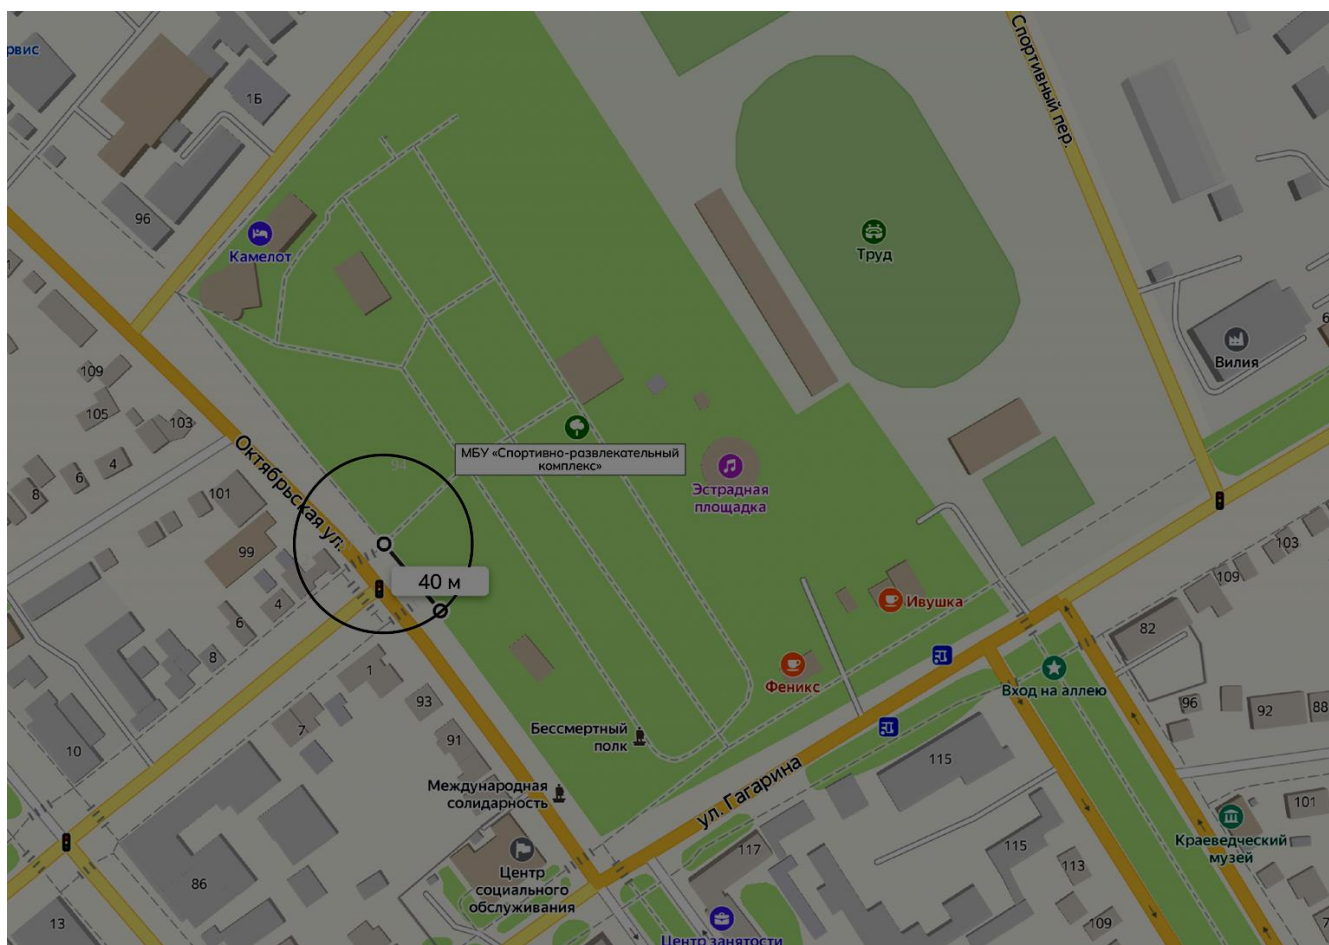 рвис
1Б
Спортивный пер.
96
Камелот
Труд
Вилия
6
109
105
103
4
6
8
101
99
4
6
8
Октябрьская ул.
94
МБУ «Спортивно-развлекательный
комплекс»
Эстрадная
площадка
40 м
Ивушка
Феникс
103
109
82
Вход на аллею
96
92
88
1
93
91
7
10
Бессмертный
полк
Международная
солидарность
ул. Гагарина
115
101
Краеведческий
музей
117
115
113
109
7
Центр
социального
обслуживания
86
13
Центр занятости